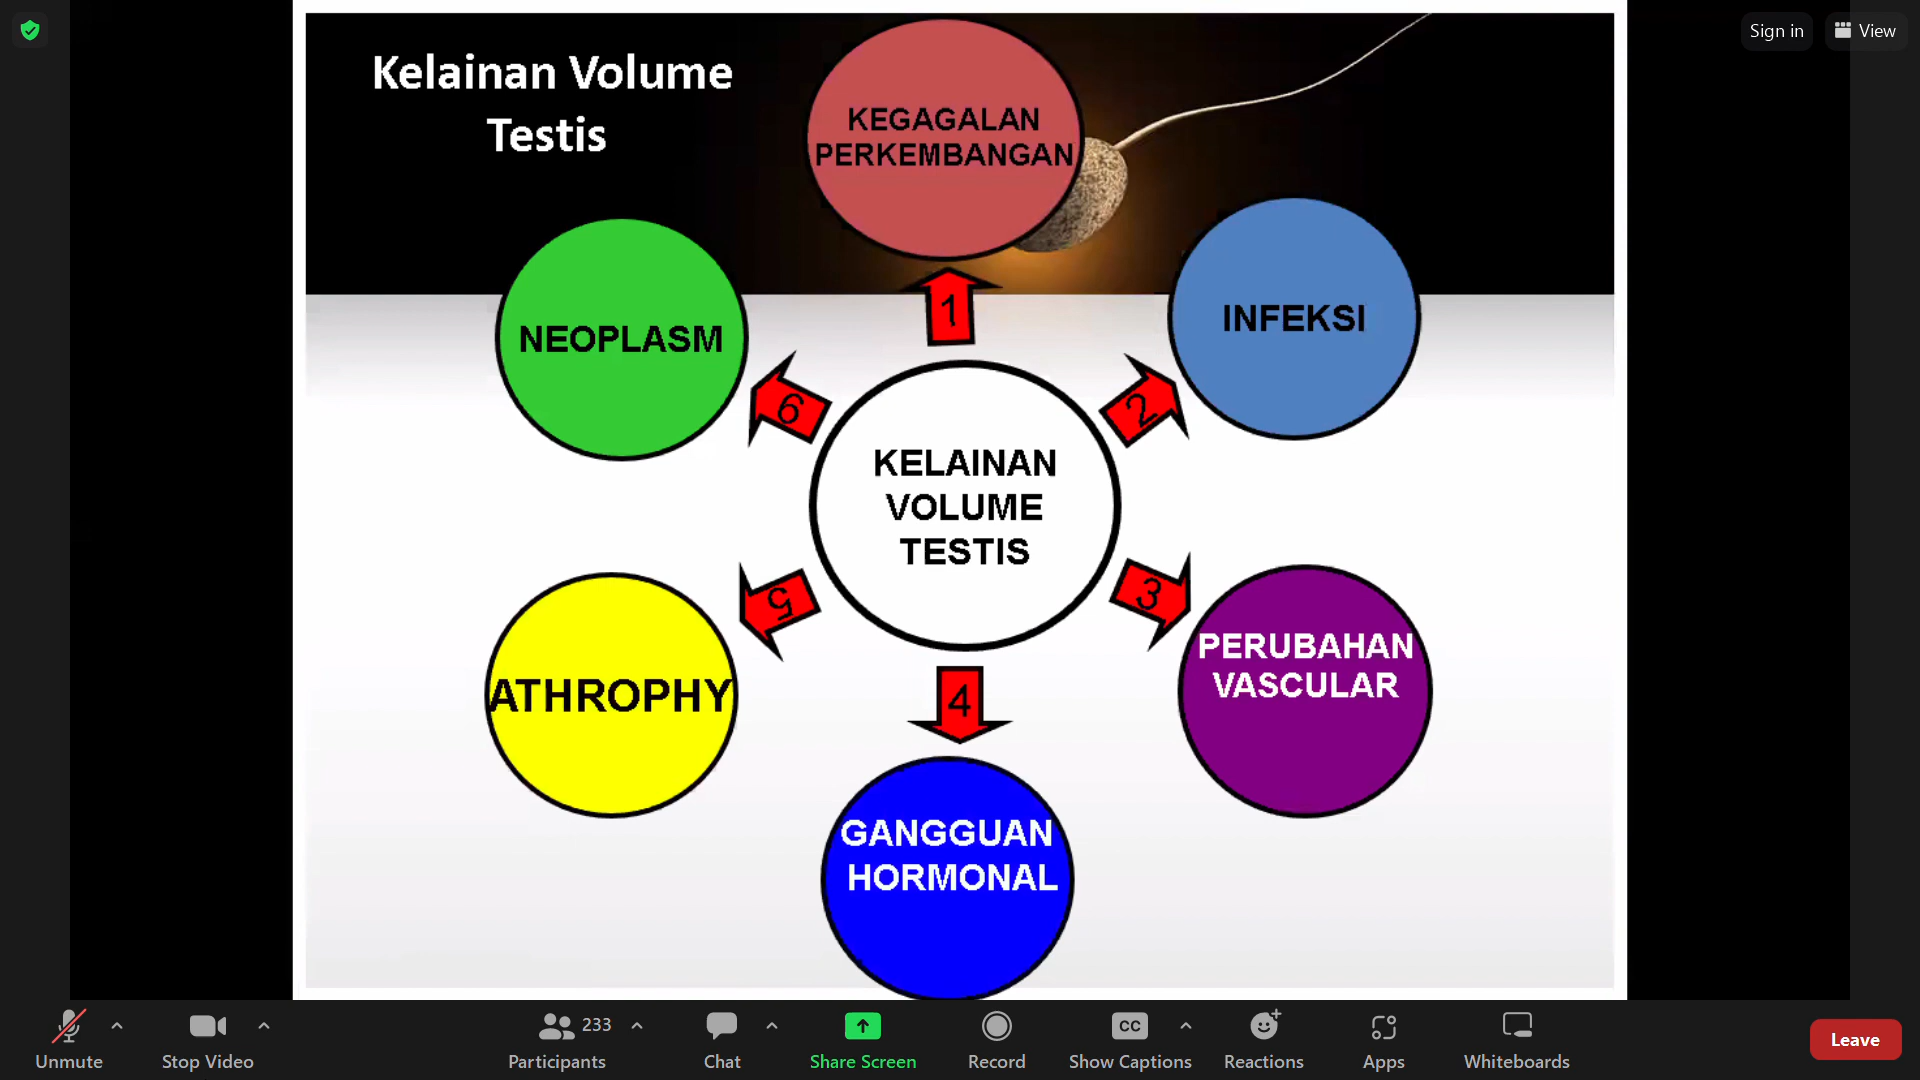 Sign in
View
Kelainan Volume
Testis
KEGAGALAN
PERKEMBANGAN
INFEKSI
NEOPLASM
1
2
6
KELAINAN
VOLUME
TESTIS
3
5
PERUBAHAN
VASCULAR
ATHROPHY
4
GANGGUAN
HORMONAL
233
CC
Unmute
Stop Video
Participants
Chat
Share Screen
Record
Show Captions
Reactions
Apps
Whiteboards
Leave